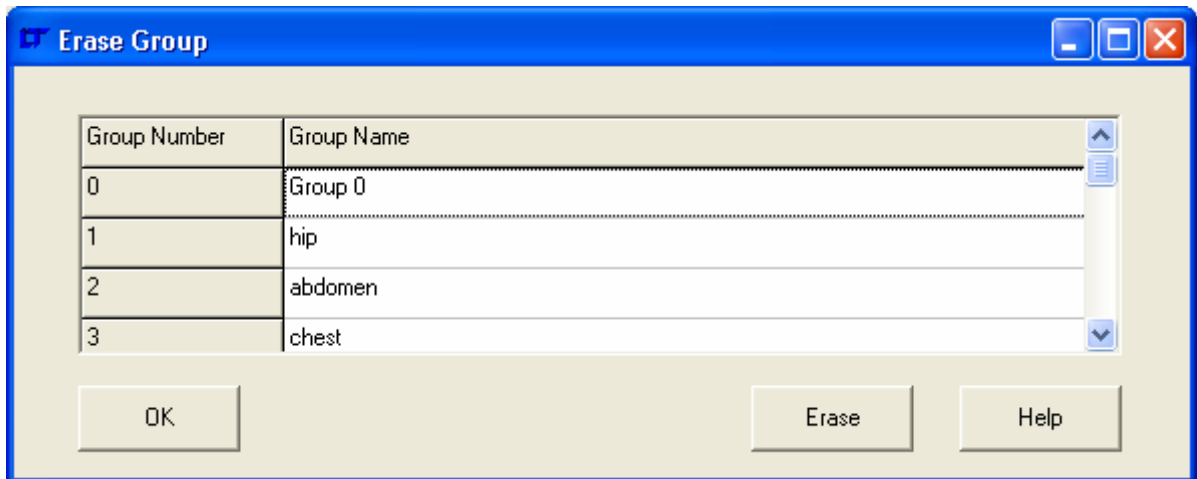 Erase Group
Group Number Group Name
0 Group 0
1 hip
2 abdomen
3 chest
OK Erase Help